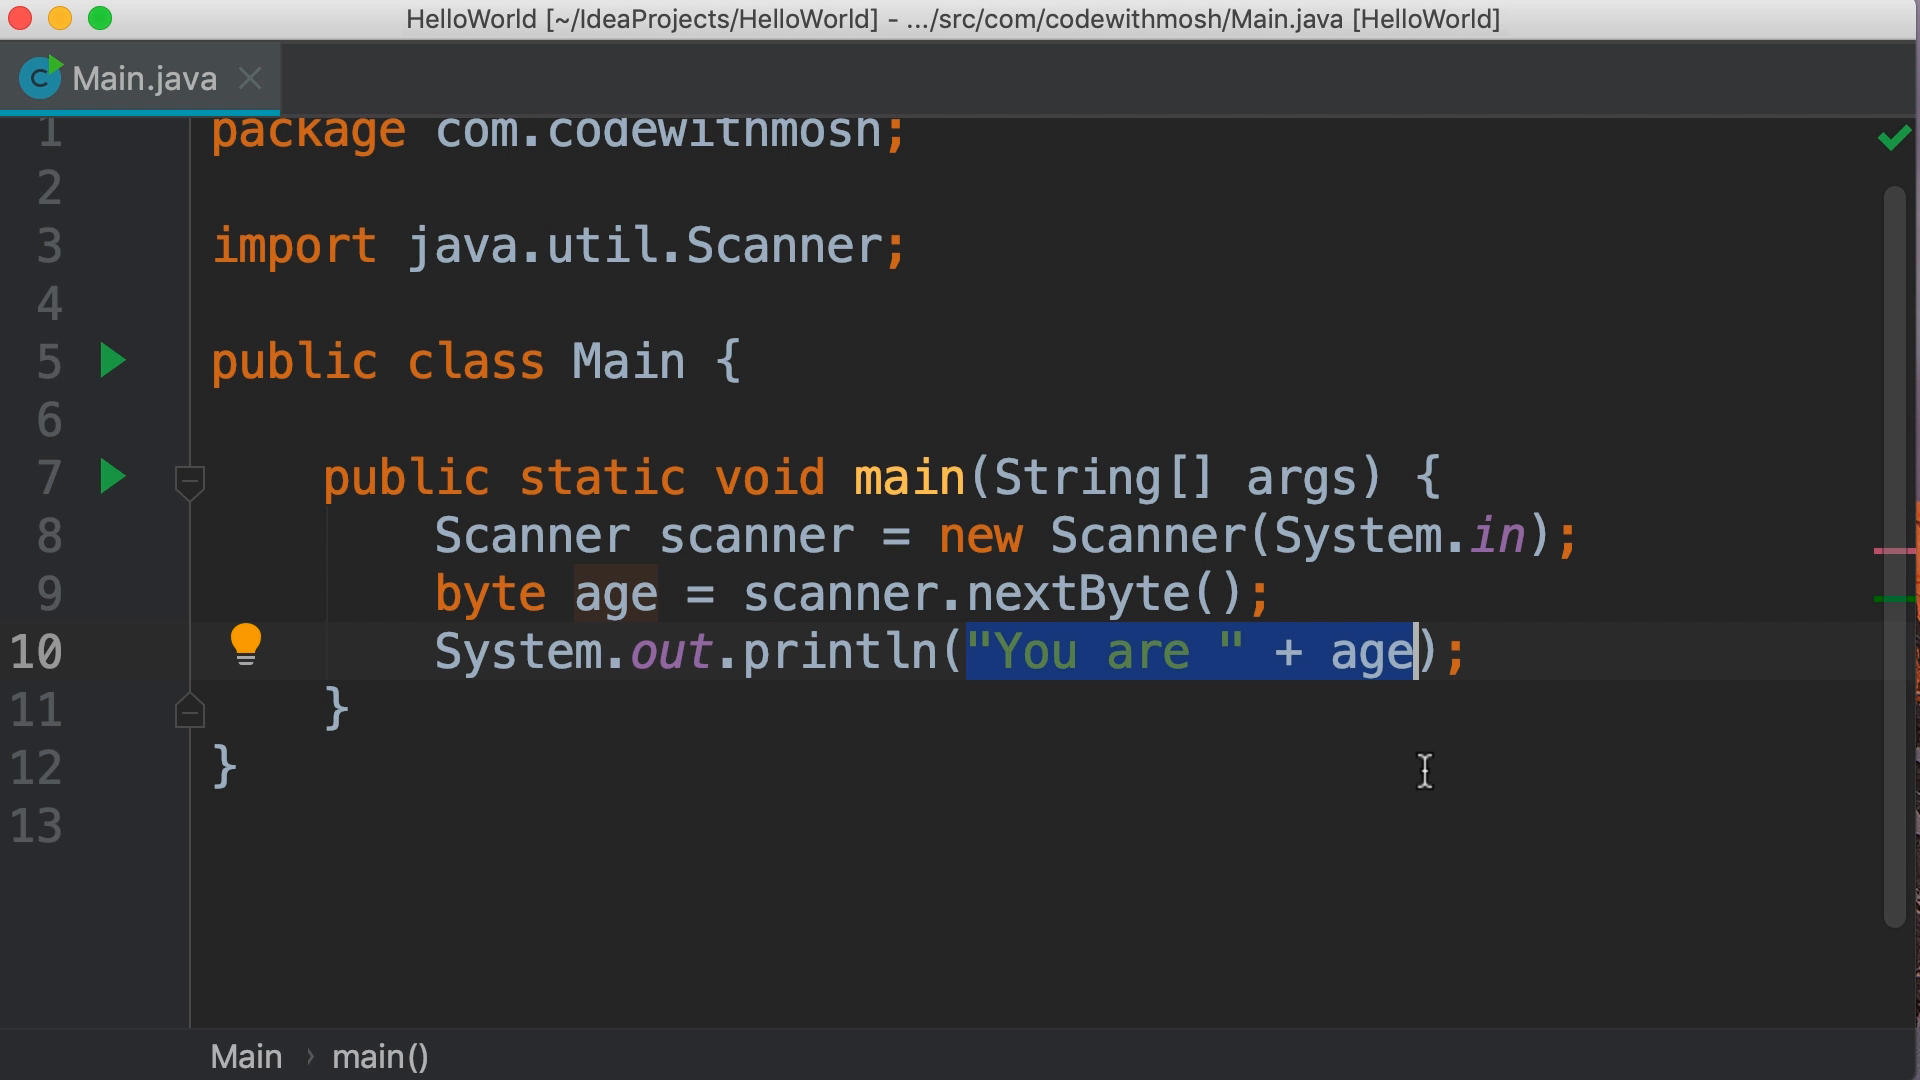 HelloWorld [~/IdeaProjects/HelloWorld] - .../src/com/codewithmosh/Main.java [HelloWorld]
C Main.java
1 package com.codewithmosh;
2
3 import java.util.Scanner;
4
5 public class Main {
6
7 public static void main(String[] args) {
8 Scanner scanner = new Scanner(System.in);
9 byte age = scanner.nextByte();
10 System.out.println("You are " + age);
11 }
12 }
13
Main › main()